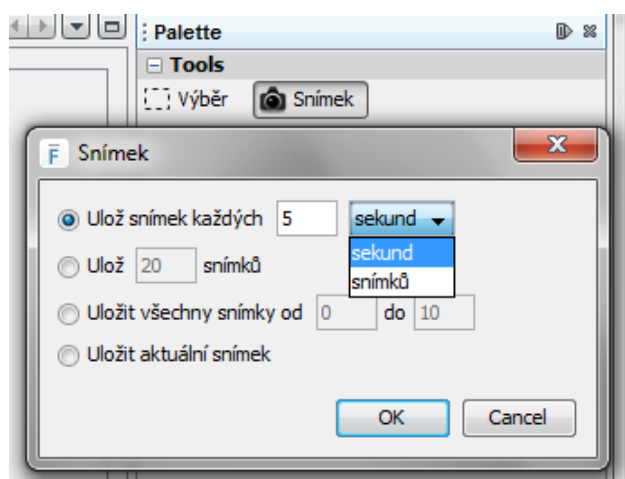 Palette
Tools
Výběr Snímek
F Snímek
Ulož snímek každých 5 sekund
sekund
Ulož 20 snímků
snímků
Uložit všechny snímky od 0 do 10
Uložit aktuální snímek
OK Cancel